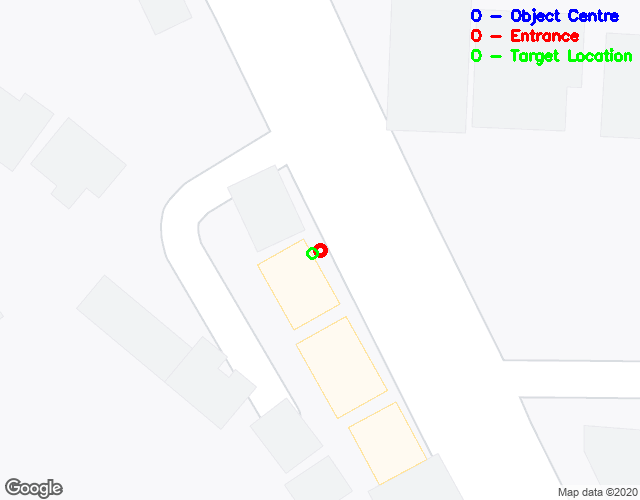 O - Object Centre
O - Entrance
O - Target Location
Google
Map data ©2020